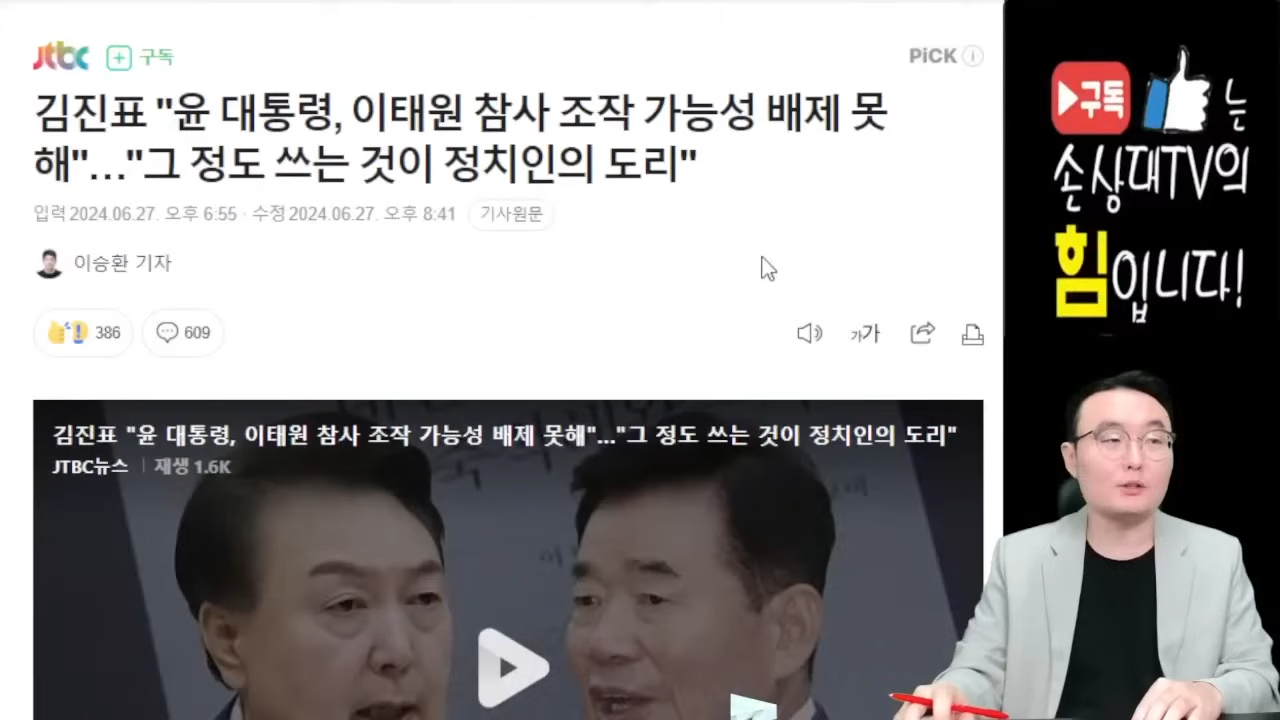 jtbc + 구독
PiCK i
김진표 "윤 대통령, 이태원 참사 조작 가능성 배제 못
해"…"그 정도 쓰는 것이 정치인의 도리"
입력 2024.06.27. 오후 6:55 · 수정 2024.06.27. 오후 8:41 기사원문
이승환 기자
386 609
가가
김진표 "윤 대통령, 이태원 참사 조작 가능성 배제 못해"..."그 정도 쓰는 것이 정치인의 도리"
JTBC뉴스 재생 1.6K
구독 는
손상대TV의
힘입니다!